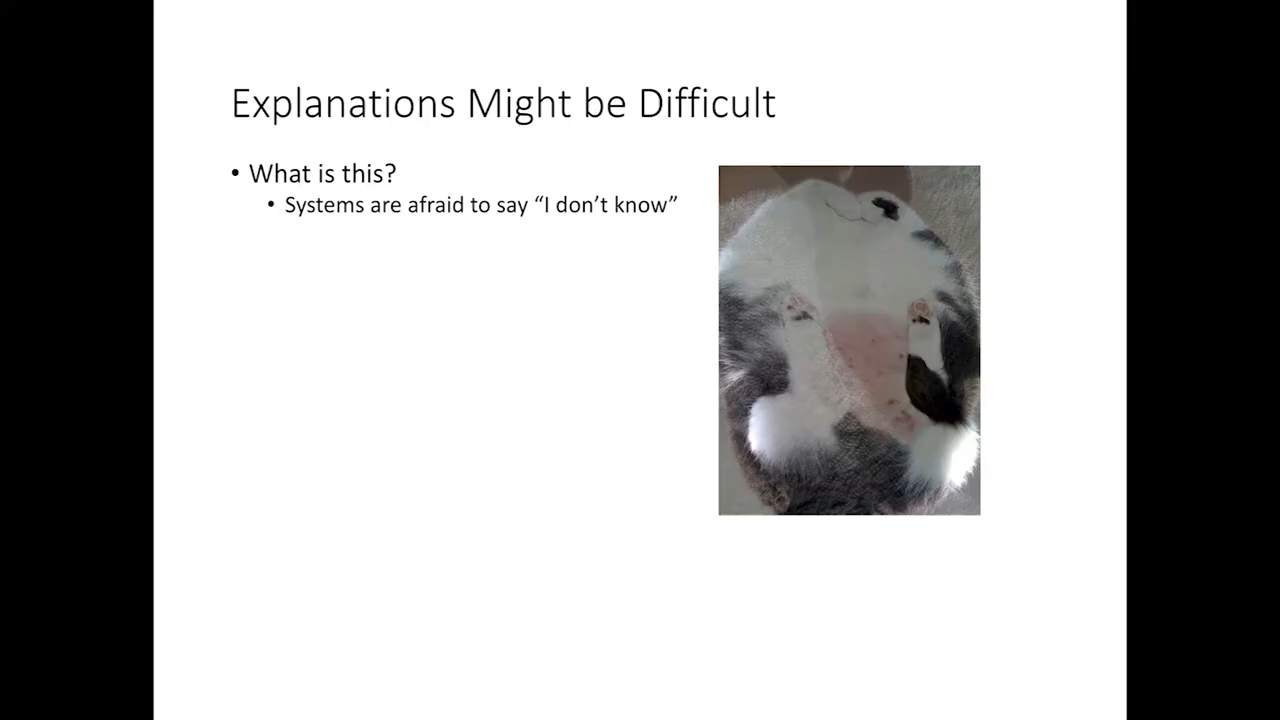 Explanations Might be Difficult
• What is this?
• Systems are afraid to say “I don’t know”